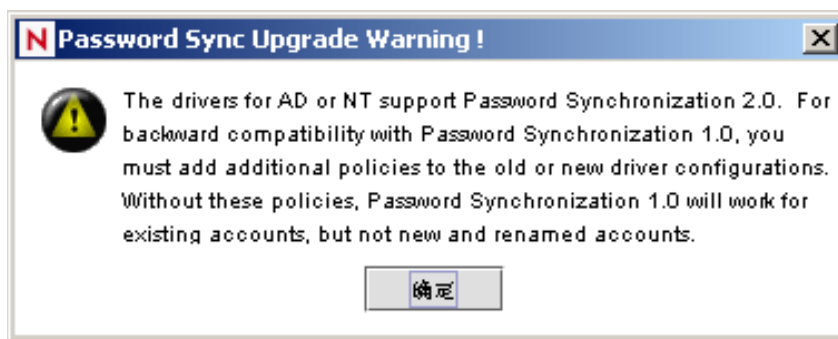 N Password Sync Upgrade Warning !
The drivers for AD or NT support Password Synchronization 2.0. For
backward compatibility with Password Synchronization 1.0, you
must add additional policies to the old or new driver configurations.
Without these policies, Password Synchronization 1.0 will work for
existing accounts, but not new and renamed accounts.
确定